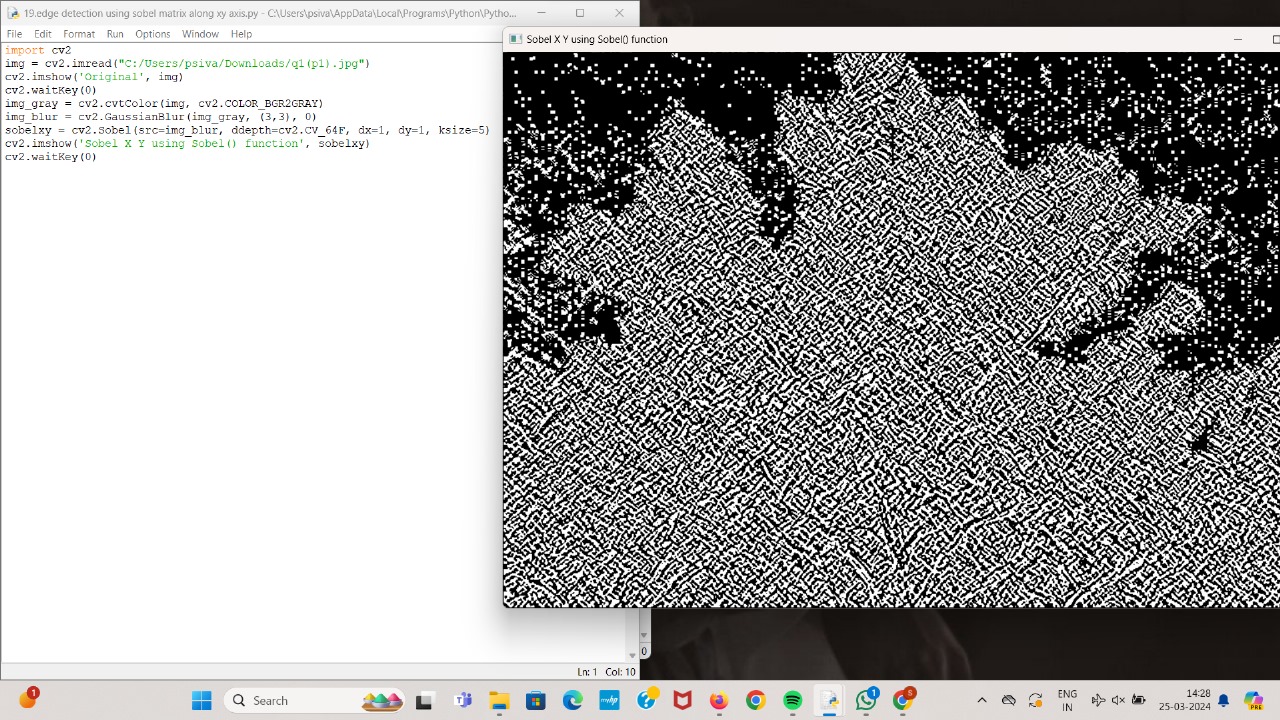 19.edge detection using sobel matrix along xy axis.py - C:\Users\psiva\AppData\Local\Programs\Python\Pytho...
File Edit Format Run Options Window Help
import cv2
img = cv2.imread("C:/Users/psiva/Downloads/q1(p1).jpg")
cv2.imshow('Original', img)
cv2.waitKey(0)
img_gray = cv2.cvtColor(img, cv2.COLOR_BGR2GRAY)
img_blur = cv2.GaussianBlur(img_gray, (3,3), 0)
sobelxy = cv2.Sobel(src=img_blur, ddepth=cv2.CV_64F, dx=1, dy=1, ksize=5)
cv2.imshow('Sobel X Y using Sobel() function', sobelxy)
cv2.waitKey(0)
Sobel X Y using Sobel() function
0
Ln: 1 Col: 10
1
Search
myhp
1
S
ENG
IN
14:28
25-03-2024
PRE